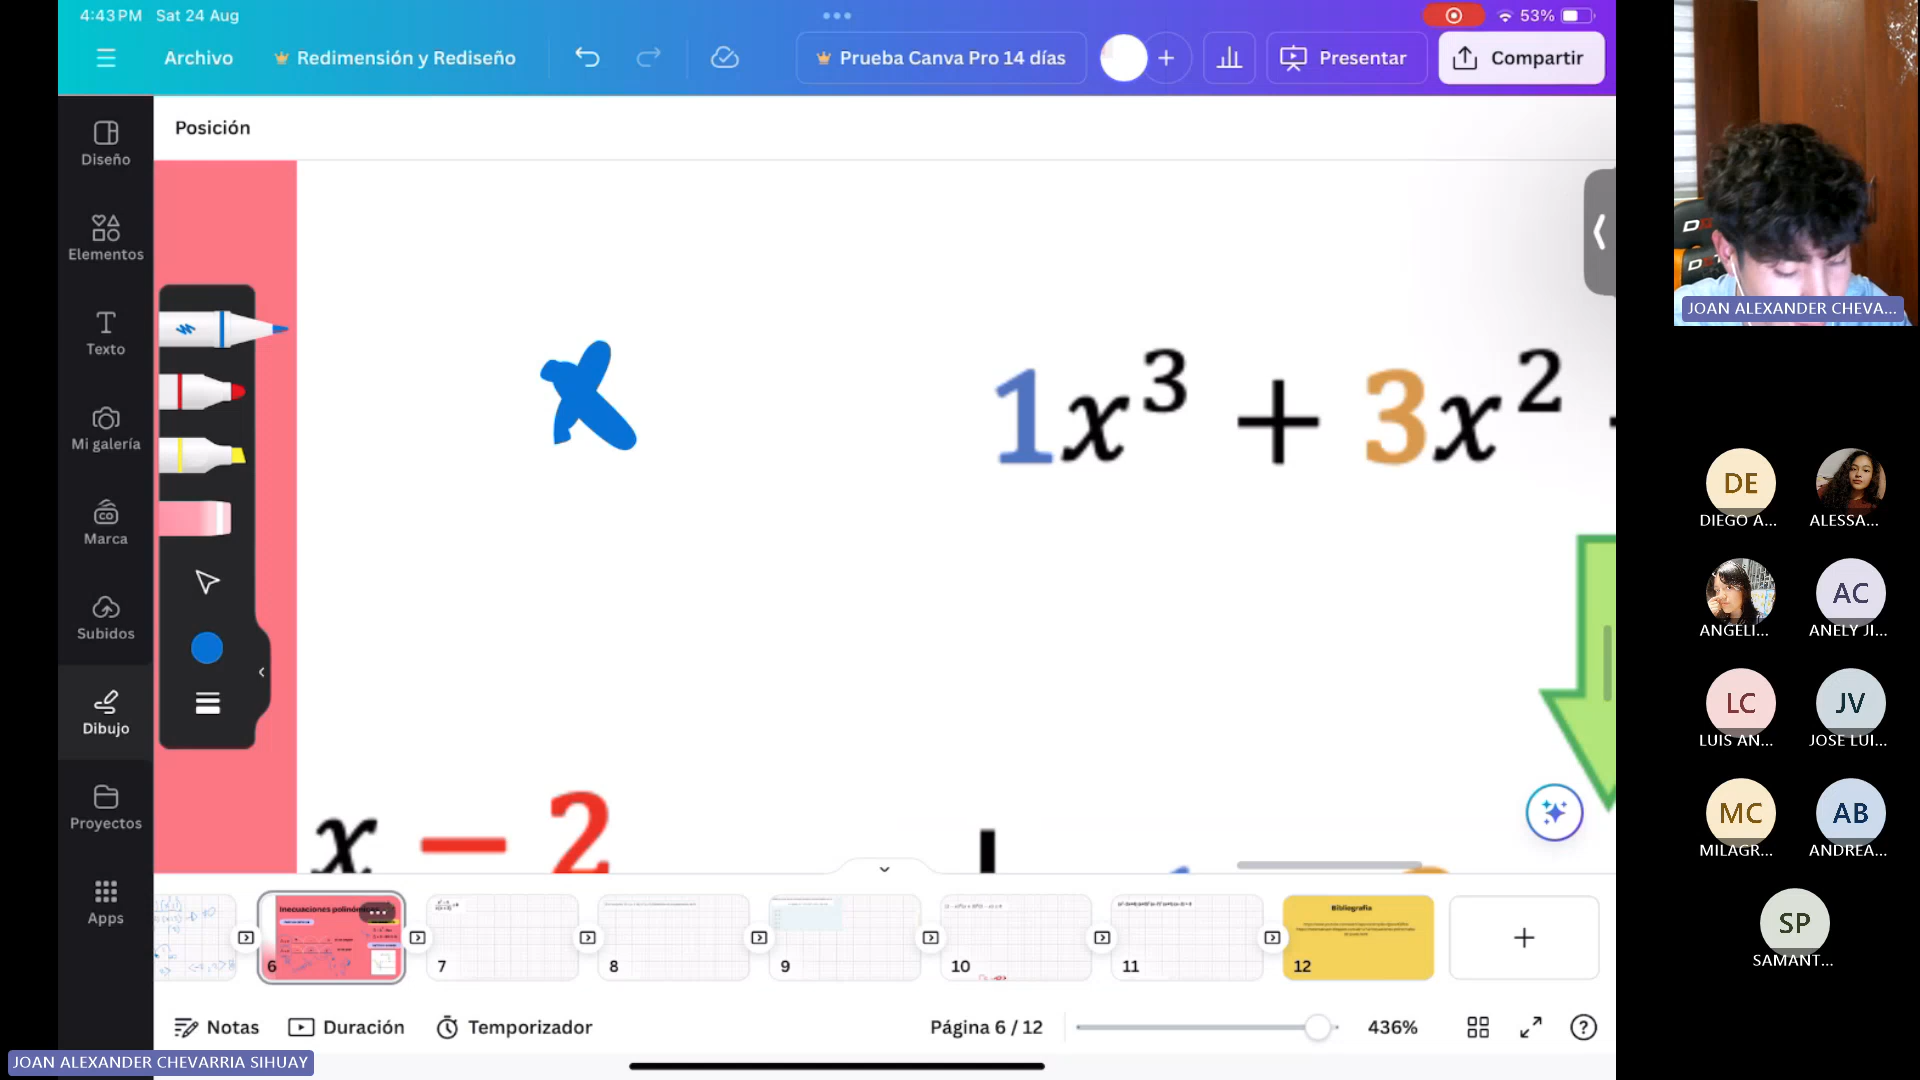 4:43 PM Sat 24 Aug
53%
Archivo
Redimensión y Rediseño
Prueba Canva Pro 14 días
Presentar
Compartir
Posición
Diseño
Elementos
Texto
Mi galería
Marca
Subidos
Dibujo
Proyectos
Apps
x
1x³ + 3x²
x − 2
Inecuaciones
6
7
8
9
10
11
Bibliografía
12
Notas
Duración
Temporizador
Página 6 / 12
436%
JOAN ALEXANDER CHEVARRIA SIHUAY
JOAN ALEXANDER CHEVA...
DE
DIEGO A...
ALESSA...
ANGELI...
AC
ANELY JI...
LC
LUIS AN...
JV
JOSE LUI...
MC
MILAGR...
AB
ANDREA...
SP
SAMANT...